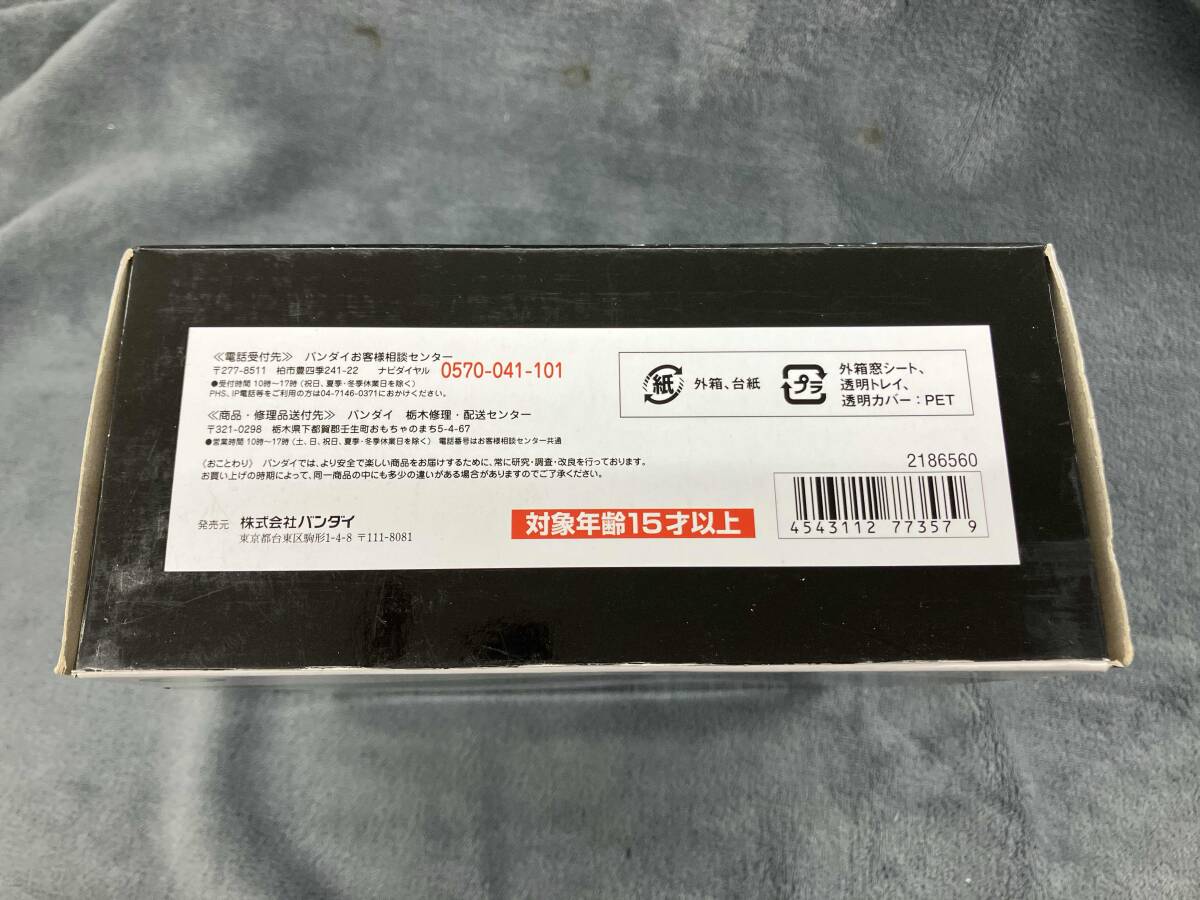 ≪電話受付先≫ バンダイお客様相談センター
〒277-8511 柏市豊四季241-22 ナビダイヤル 0570-041-101
●受付時間 10時～17時（祝日、夏季・冬季休業日を除く）
PHS、IP電話等をご利用の方は04-7146-0371におかけください。
≪商品・修理品送付先≫ バンダイ 栃木修理・配送センター
〒321-0298 栃木県下都賀郡壬生町おもちゃのまち5-4-67
●営業時間 10時～17時（土、日、祝日、夏季・冬季休業日を除く） 電話番号はお客様相談センター共通
〈おことわり〉 バンダイでは、より安全で楽しい商品をお届けするために、常に研究・調査・改良を行っております。
お買い上げの時期によって、同一商品の中にも多少の違いがある場合がありますのでご了承ください。
発売元 株式会社バンダイ
東京都台東区駒形1-4-8 〒111-8081
対象年齢15才以上
紙 外箱、台紙
プラ 外箱窓シート、
透明トレイ、
透明カバー：PET
2186560
4543112 773579